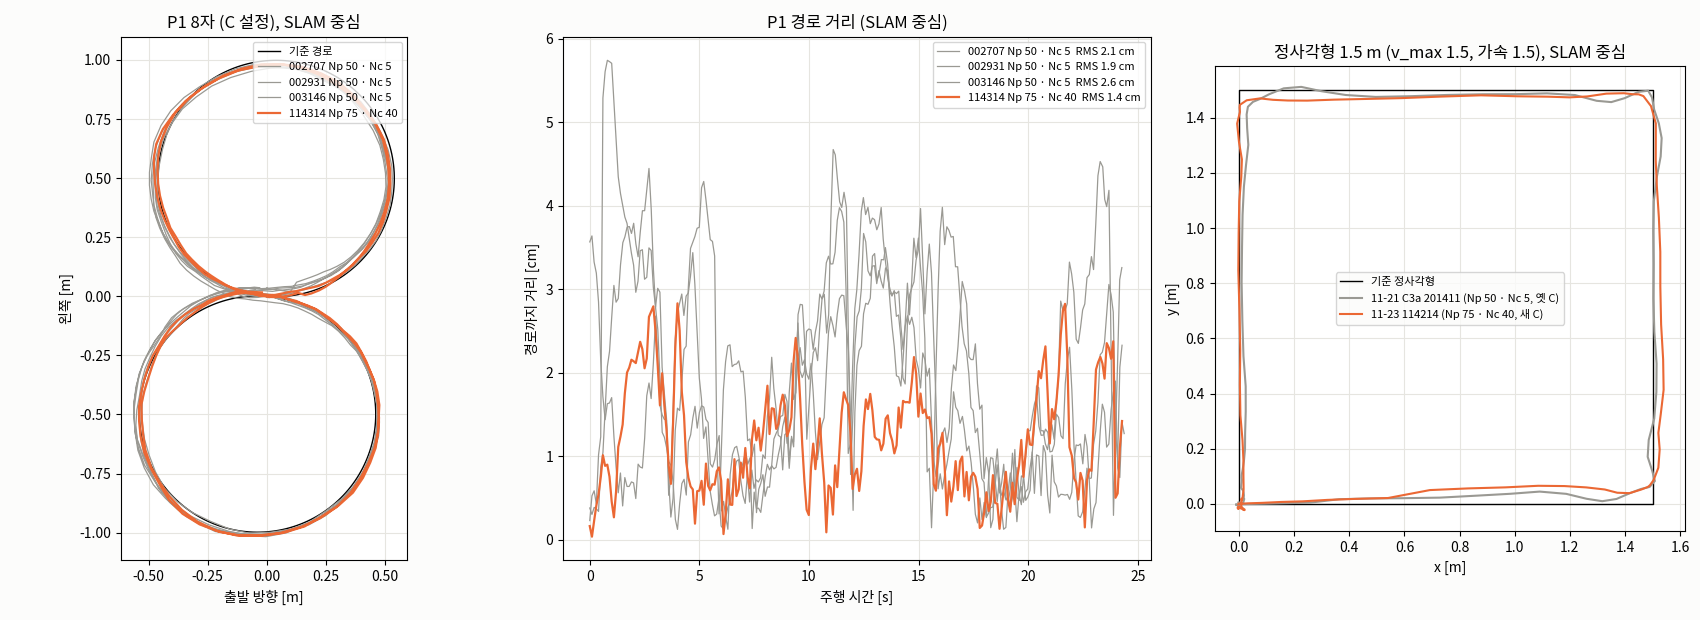 P1 8자 (C 설정), SLAM 중심
기준 경로
002707 Np 50 · Nc 5
002931 Np 50 · Nc 5
003146 Np 50 · Nc 5
114314 Np 75 · Nc 40
1.00
0.75
0.50
0.25
0.00
-0.25
-0.50
-0.75
-1.00
왼쪽 [m]
-0.50 -0.25 0.00 0.25 0.50
출발 방향 [m]
P1 경로 거리 (SLAM 중심)
002707 Np 50 · Nc 5 RMS 2.1 cm
002931 Np 50 · Nc 5 RMS 1.9 cm
003146 Np 50 · Nc 5 RMS 2.6 cm
114314 Np 75 · Nc 40 RMS 1.4 cm
6
5
4
3
2
1
0
경로까지 거리 [cm]
0 5 10 15 20 25
주행 시간 [s]
정사각형 1.5 m (v_max 1.5, 가속 1.5), SLAM 중심
1.4
1.2
1.0
0.8
0.6
0.4
0.2
0.0
y [m]
기준 정사각형
11-21 C3a 201411 (Np 50 · Nc 5, 옛 C)
11-23 114214 (Np 75 · Nc 40, 새 C)
0.0 0.2 0.4 0.6 0.8 1.0 1.2 1.4 1.6
x [m]